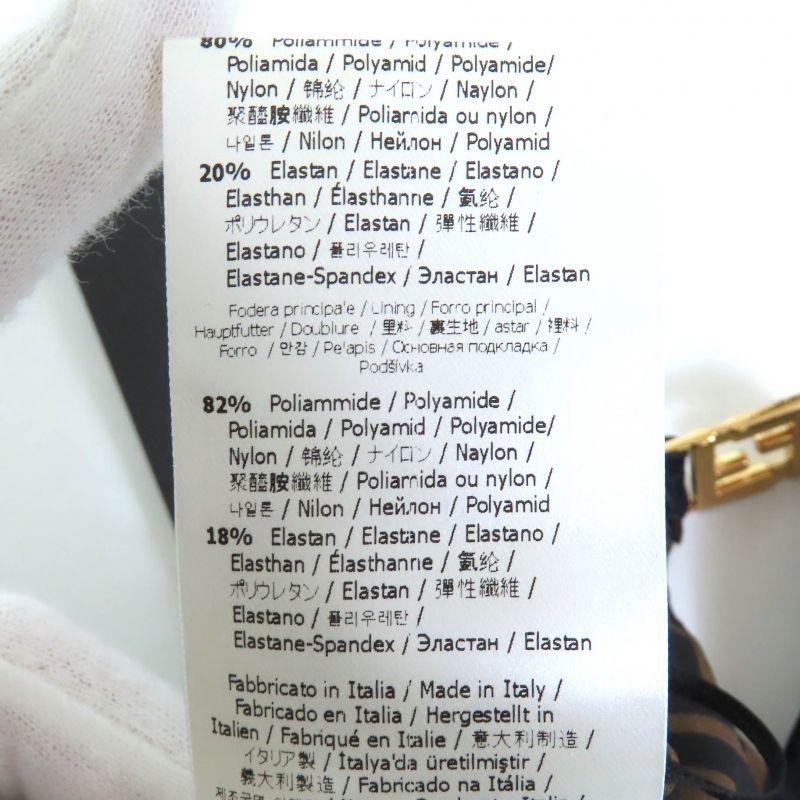 80% Poliammide / Polyamide /
Poliamida / Polyamid / Polyamide/
Nylon / 锦纶 / ナイロン / Naylon /
聚醯胺纖維 / Poliamida ou nylon /
나일론 / Nilon / Нейлон / Polyamid
20% Elastan / Elastane / Elastano /
Elasthan / Élasthanne / 氨纶 /
ポリウレタン / Elastan / 彈性纖維 /
Elastano / 폴리우레탄 /
Elastane-Spandex / Эластан / Elastan
Fodera principale / Lining / Forro principal /
Hauptfutter / Doublure / 里料 / 裏生地 / astar / 裡料 /
Forro / 안감 / Pelapis / Основная подкладка /
Podšívka
82% Poliammide / Polyamide /
Poliamida / Polyamid / Polyamide /
Nylon / 锦纶 / ナイロン / Naylon /
聚醯胺纖維 / Poliamida ou nylon /
나일론 / Nilon / Нейлон / Polyamid
18% Elastan / Elastane / Elastano /
Elasthan / Élasthanne / 氨纶 /
ポリウレタン / Elastan / 彈性纖維 /
Elastano / 폴리우레탄 /
Elastane-Spandex / Эластан / Elastan
Fabbricato in Italia / Made in Italy /
Fabricado en Italia / Hergestellt in
Italien / Fabriqué en Italie / 意大利制造 /
イタリア製 / İtalya'da üretilmiştir /
義大利製造 / Fabricado na Itália /